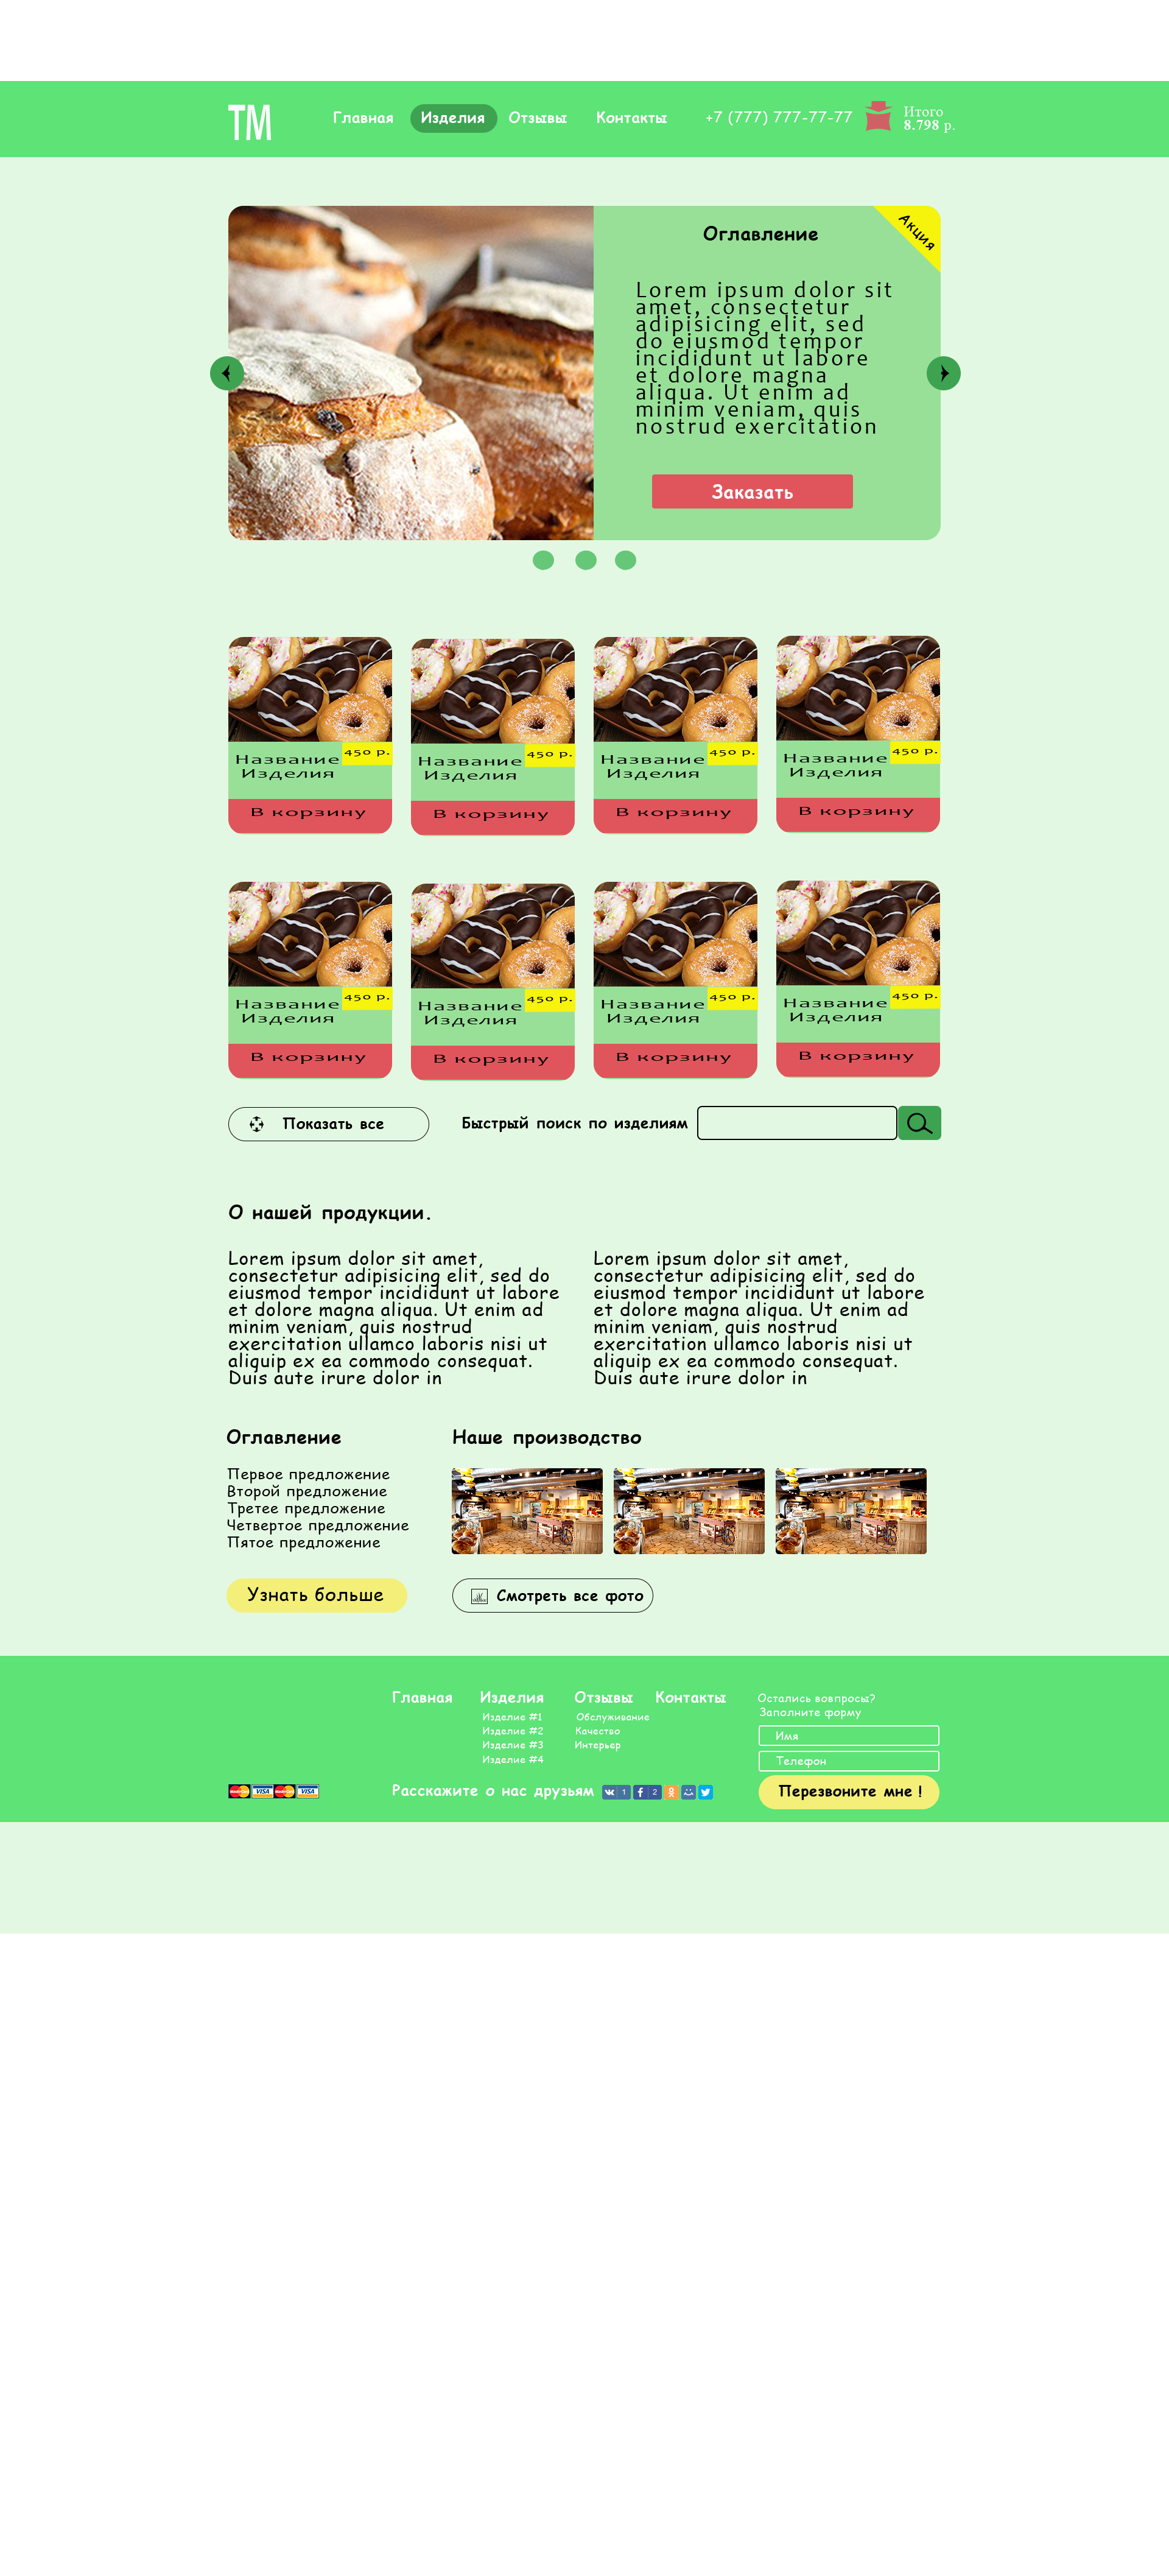 TM
Главная Изделия Отзывы Контакты +7 (777) 777-77-77 Итого
8.798 р.
Акция
Оглавление
Lorem ipsum dolor sit
amet, consectetur
adipisicing elit, sed
do eiusmod tempor
incididunt ut labore
et dolore magna
aliqua. Ut enim ad
minim veniam, quis
nostrud exercitation
Заказать
450 р. 450 р. 450 р. 450 р.
Название Название Название Название
Изделия Изделия Изделия Изделия
В корзину В корзину В корзину В корзину
450 р. 450 р. 450 р. 450 р.
Название Название Название Название
Изделия Изделия Изделия Изделия
В корзину В корзину В корзину В корзину
Показать все Быстрый поиск по изделиям
О нашей продукции.
Lorem ipsum dolor sit amet,
consectetur adipisicing elit, sed do
eiusmod tempor incididunt ut labore
et dolore magna aliqua. Ut enim ad
minim veniam, quis nostrud
exercitation ullamco laboris nisi ut
aliquip ex ea commodo consequat.
Duis aute irure dolor in
Lorem ipsum dolor sit amet,
consectetur adipisicing elit, sed do
eiusmod tempor incididunt ut labore
et dolore magna aliqua. Ut enim ad
minim veniam, quis nostrud
exercitation ullamco laboris nisi ut
aliquip ex ea commodo consequat.
Duis aute irure dolor in
Оглавление
Первое предложение
Второй предложение
Третее предложение
Четвертое предложение
Пятое предложение
Узнать больше
Наше производство
Смотреть все фото
Главная Изделия Отзывы Контакты
Изделие #1 Обслуживание
Изделие #2 Качество
Изделие #3 Интерьер
Изделие #4
Остались вовпросы?
Заполните форму
Имя
Телефон
Перезвоните мне !
VISA VISA
Расскажите о нас друзьям 1 2